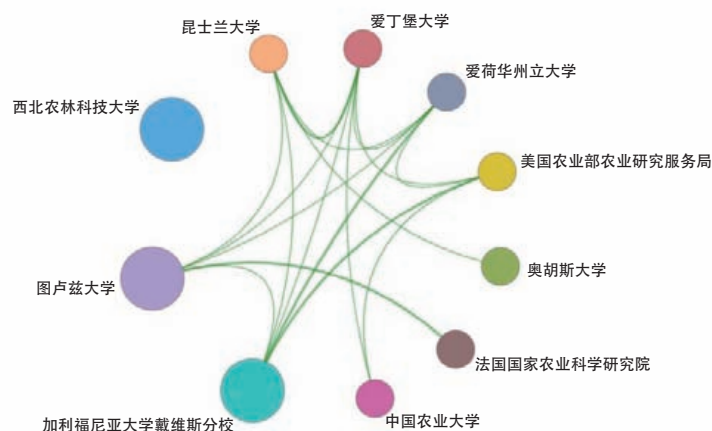 昆士兰大学
爱丁堡大学
爱荷华州立大学
西北农林科技大学
美国农业部农业研究服务局
图卢兹大学
奥胡斯大学
法国国家农业科学研究院
加利福尼亚大学戴维斯分校
中国农业大学